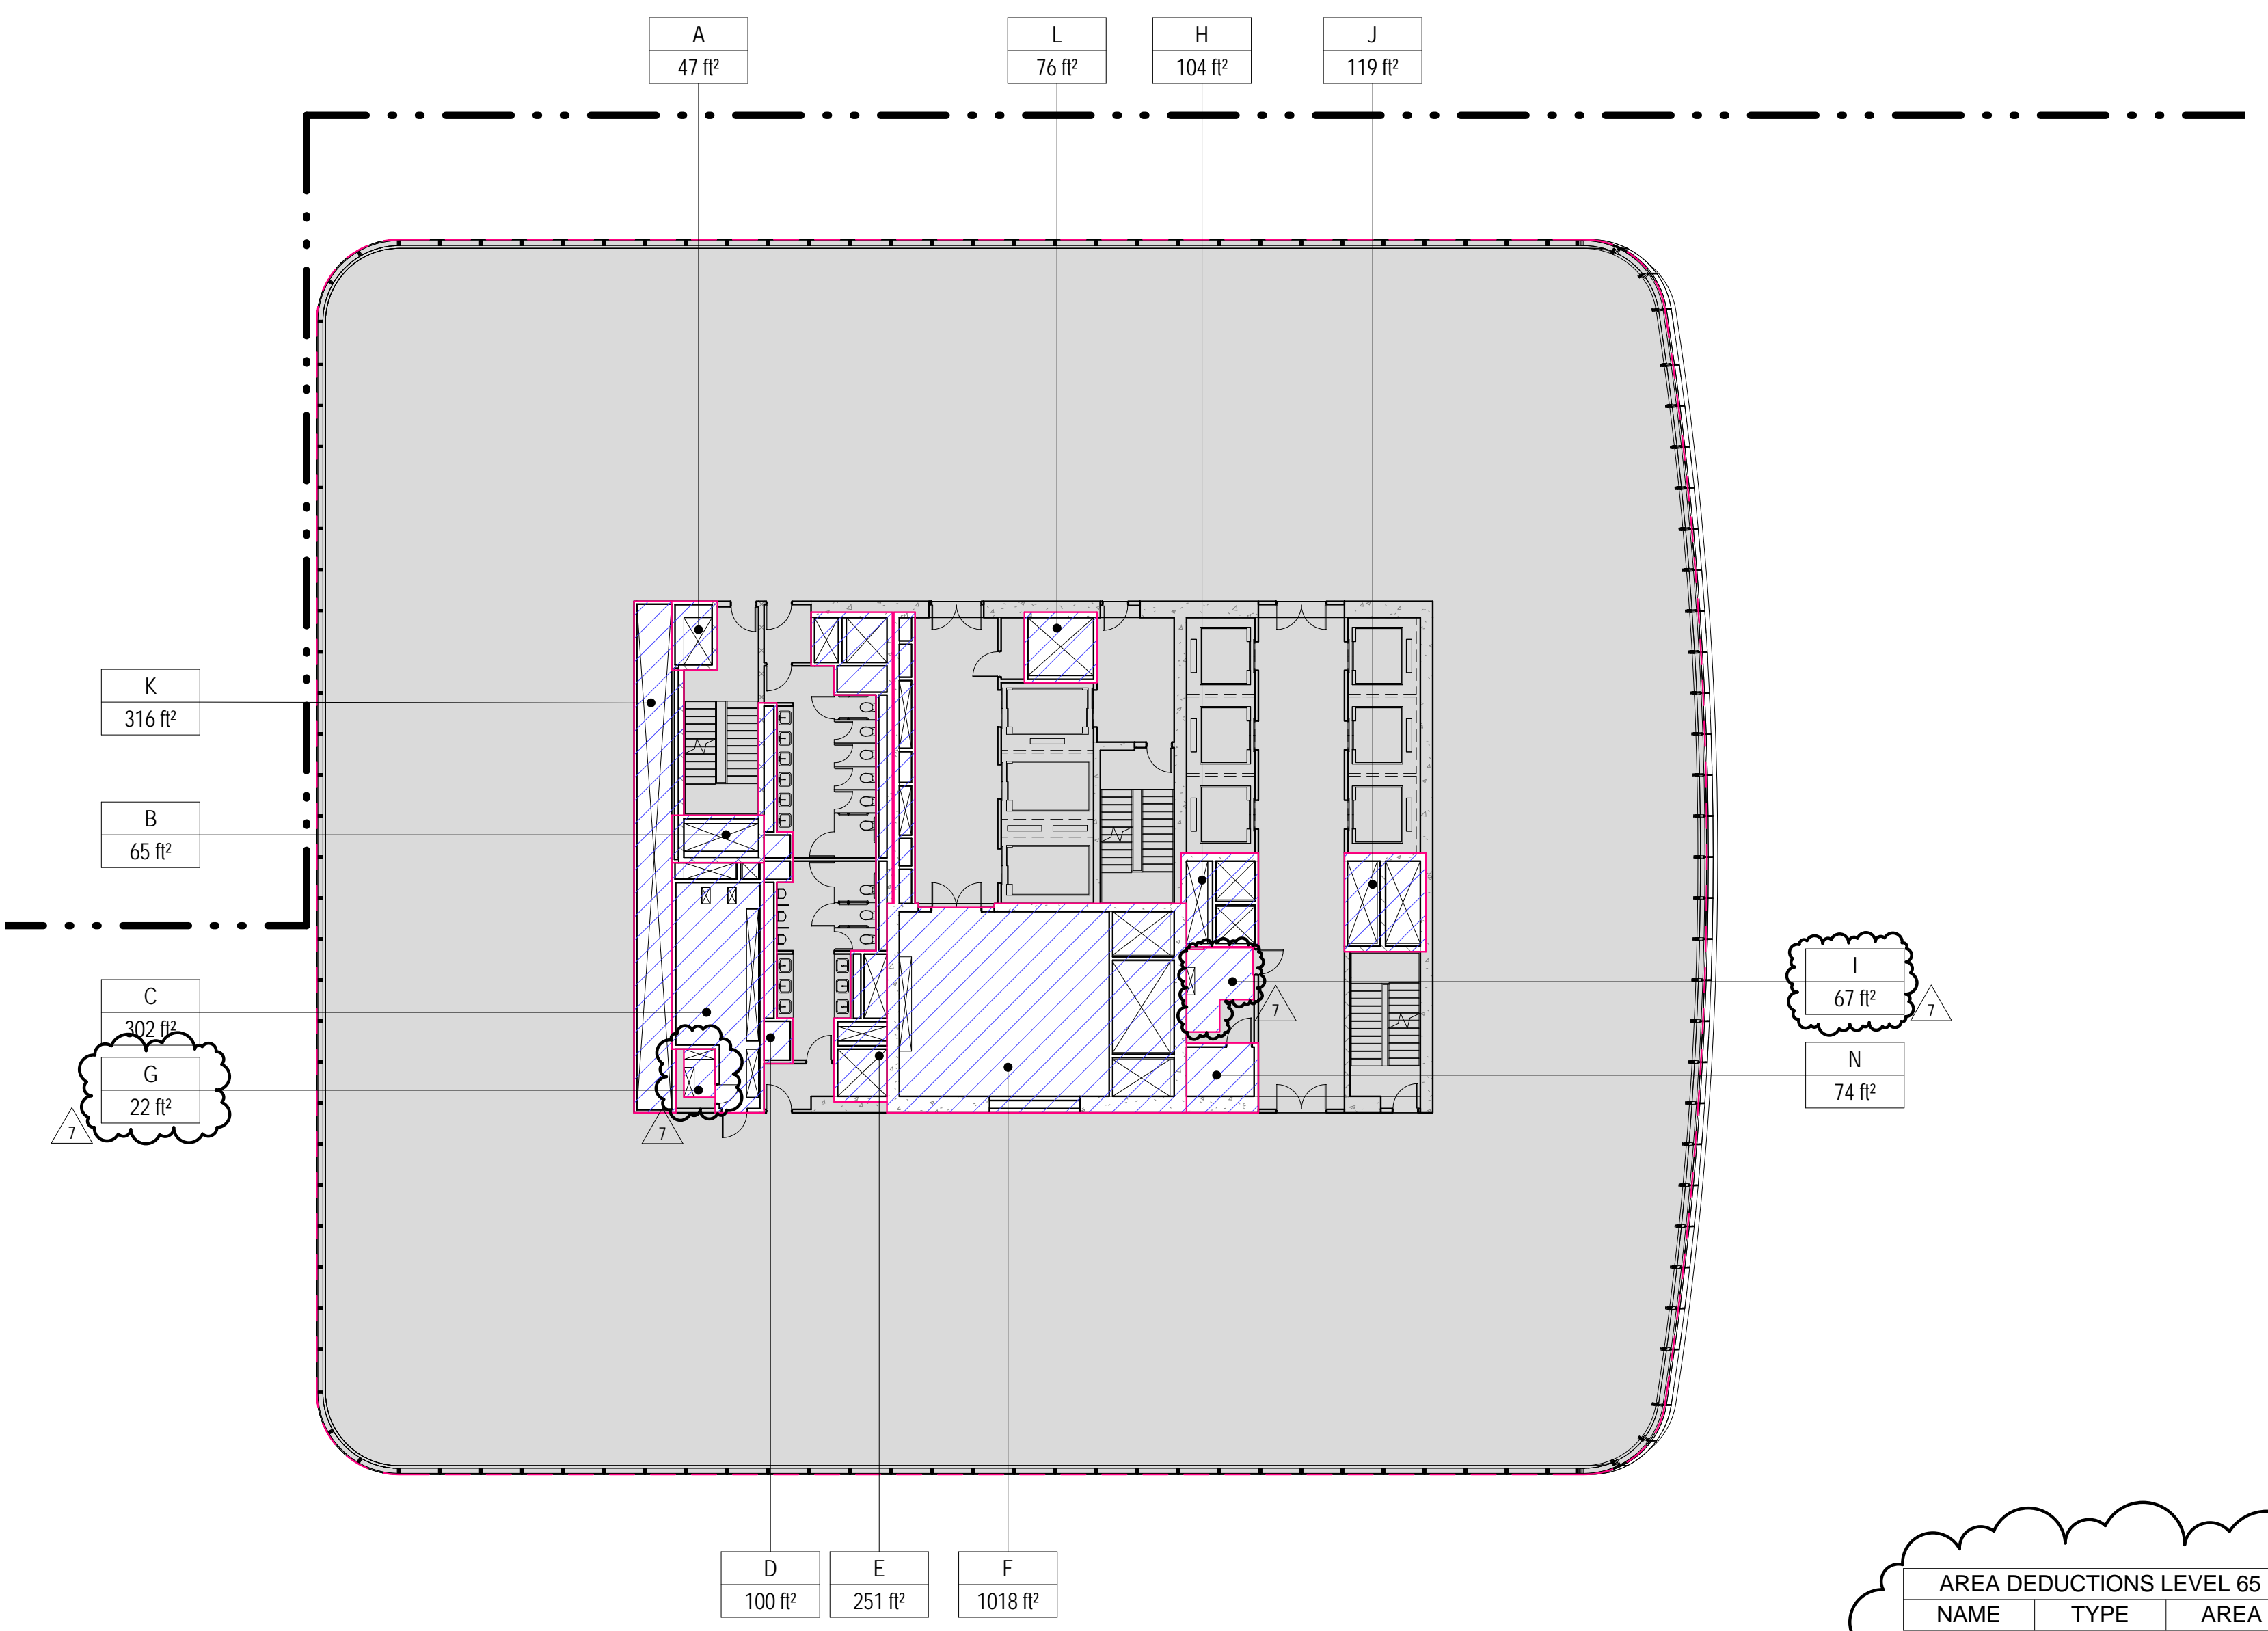 A
47 ft²
L
76 ft²
H
104 ft²
J
119 ft²
K
316 ft²
B
65 ft²
C
302 ft²
G
22 ft²
7
7
7
I
67 ft²
7
N
74 ft²
D
100 ft²
E
251 ft²
F
1018 ft²
AREA DEDUCTIONS LEVEL 65
NAME TYPE AREA